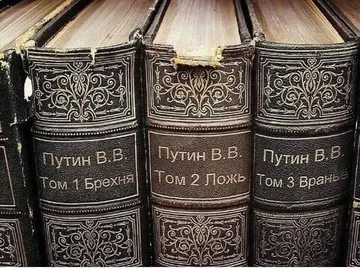 Путин В.В.
Том 1 Брехня
Путин В.В.
Том 2 Ложь
Путин В.В.
Том 3 Вранье